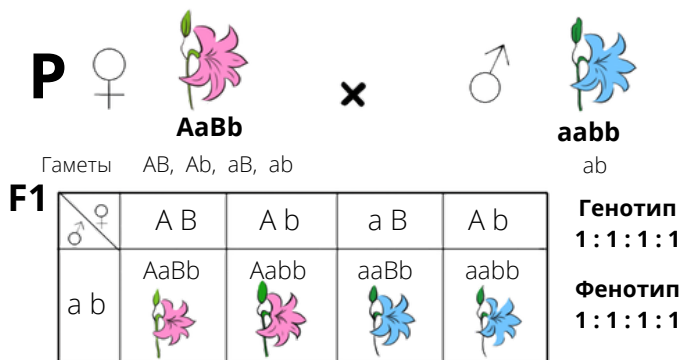 P ♀ × ♂
AaBb aabb
Гаметы AB, Ab, aB, ab ab
F1
♂ ♀ A B A b a B A b
Генотип
1 : 1 : 1 : 1
a b AaBb Aabb aaBb aabb
Фенотип
1 : 1 : 1 : 1